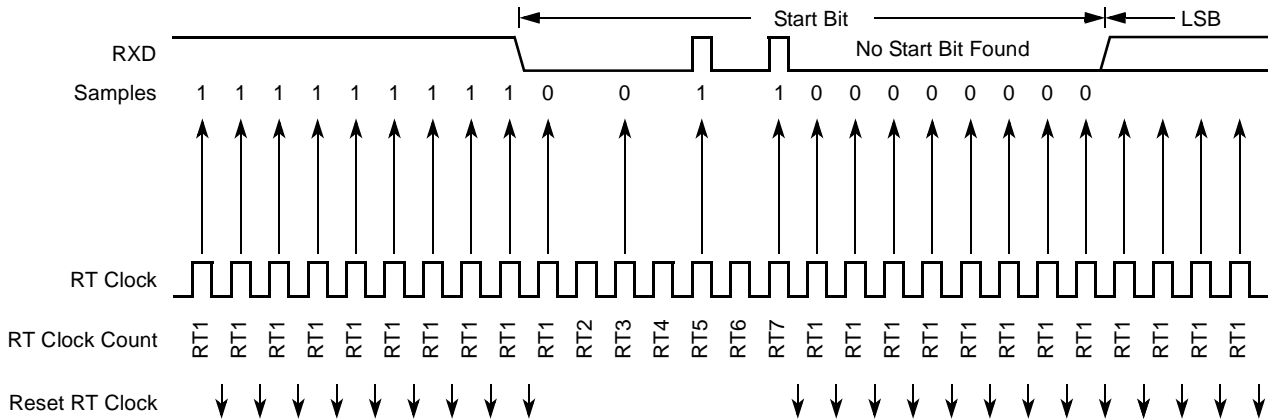 Start Bit LSB
RXD No Start Bit Found
Samples 1 1 1 1 1 1 1 1 1 0 0 1 1 0 0 0 0 0 0 0 0
RT Clock
RT Clock Count RT1 RT1 RT1 RT1 RT1 RT1 RT1 RT1 RT1 RT1 RT2 RT3 RT4 RT5 RT6 RT7 RT1 RT1 RT1 RT1 RT1 RT1 RT1 RT1 RT1 RT1 RT1 RT1
Reset RT Clock